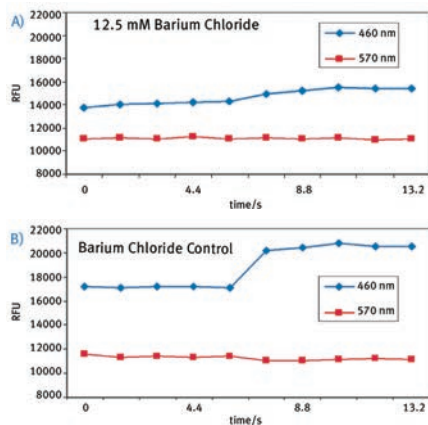 A)
12.5 mM Barium Chloride
22000
20000
18000
16000
14000
12000
10000
8000
RFU
460 nm
570 nm
0
4.4
8.8
13.2
time/s
B)
Barium Chloride Control
22000
20000
18000
16000
14000
12000
10000
8000
RFU
460 nm
570 nm
0
4.4
8.8
13.2
time/s